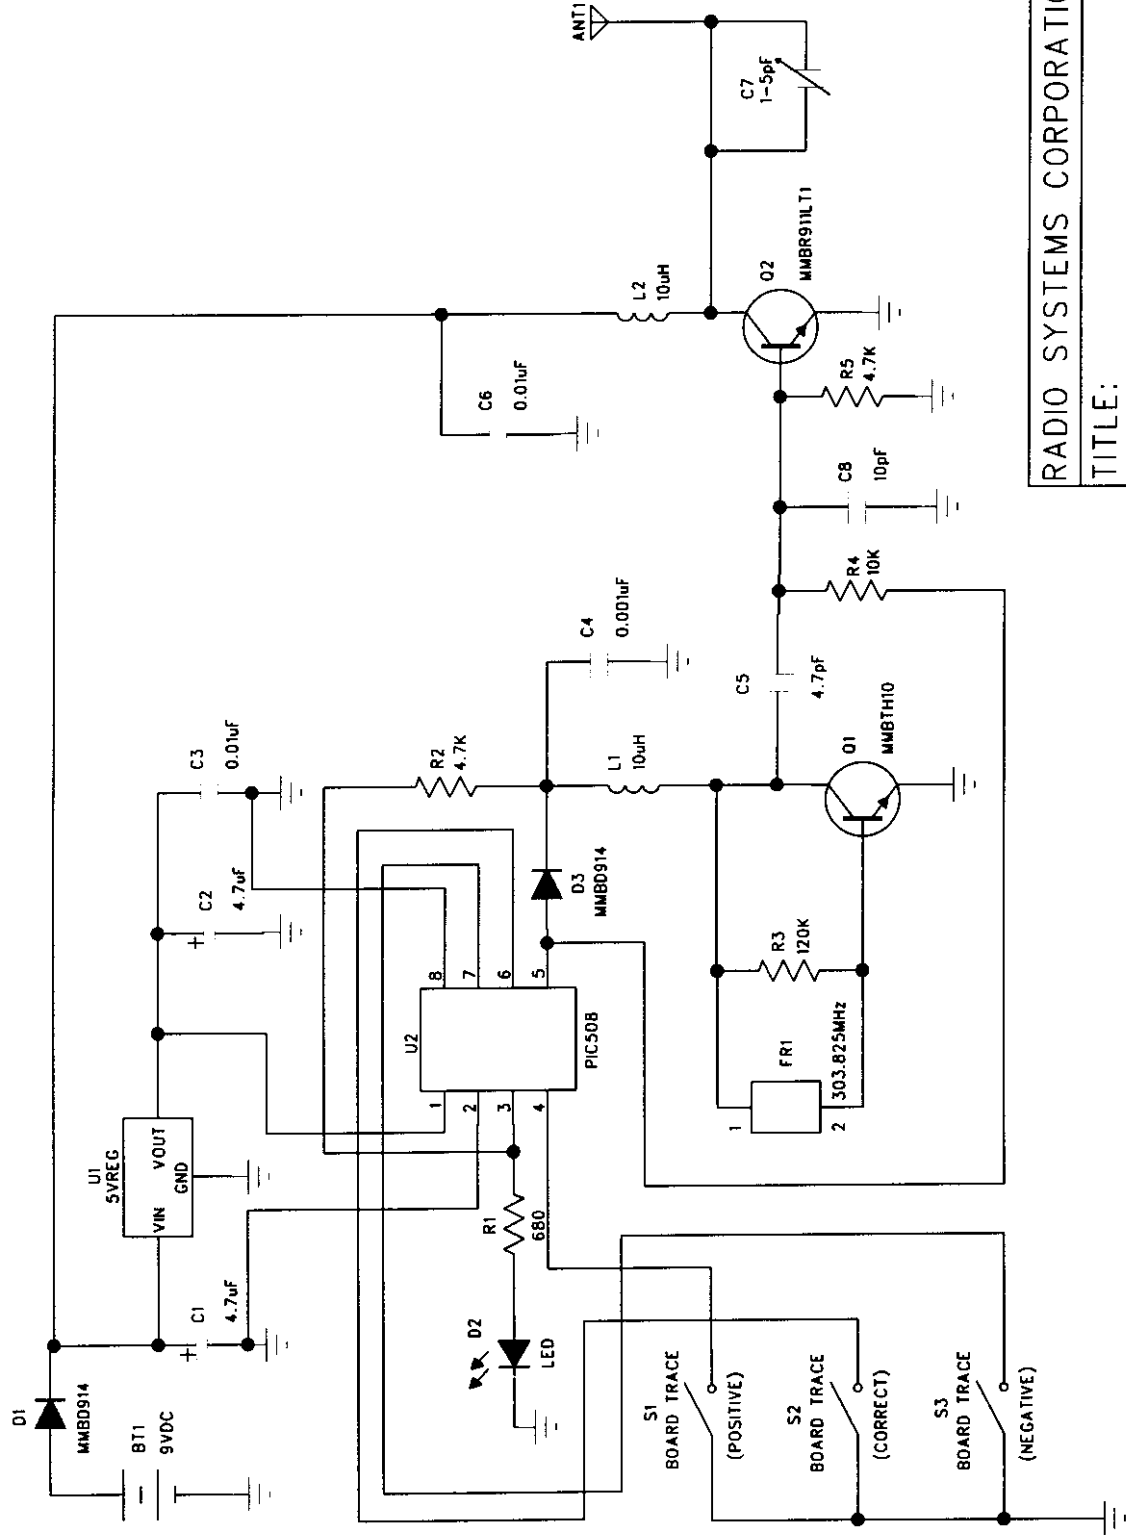 D1
MMBD914
BT1
9VDC
C1
4.7uF
U1
5VREG
VIN
VOUT
GND
C2
4.7uF
C3
0.01uF
U2
PIC508
1
2
3
4
8
7
6
5
R1
680
D2
LED
R2
4.7K
D3
MMBD914
C4
0.001uF
L1
10uH
S1
BOARD TRACE
(POSITIVE)
S2
BOARD TRACE
(CORRECT)
S3
BOARD TRACE
(NEGATIVE)
1
FR1
2
303.825MHz
R3
120K
Q1
MMBTH10
C5
4.7pF
R4
10K
C8
10pF
R5
4.7K
C6
0.01uF
L2
10uH
Q2
MMBR911LT1
C7
1-5pF
ANT1
RADIO SYSTEMS CORPORATIO
TITLE: